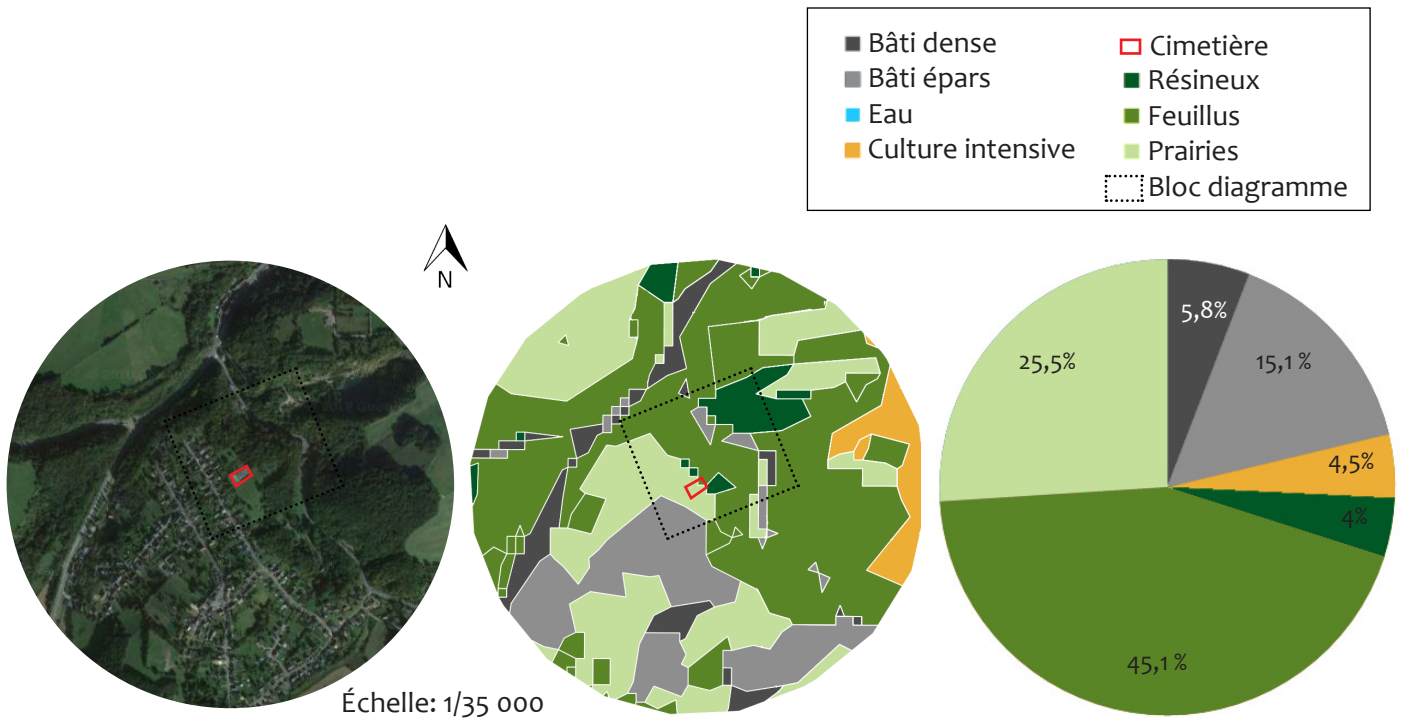 Bâti dense
Bâti épars
Eau
Culture intensive
Cimetière
Résineux
Feuillus
Prairies
Bloc diagramme
N
Échelle: 1/35 000
5,8%
15,1%
4,5%
4%
45,1%
25,5%